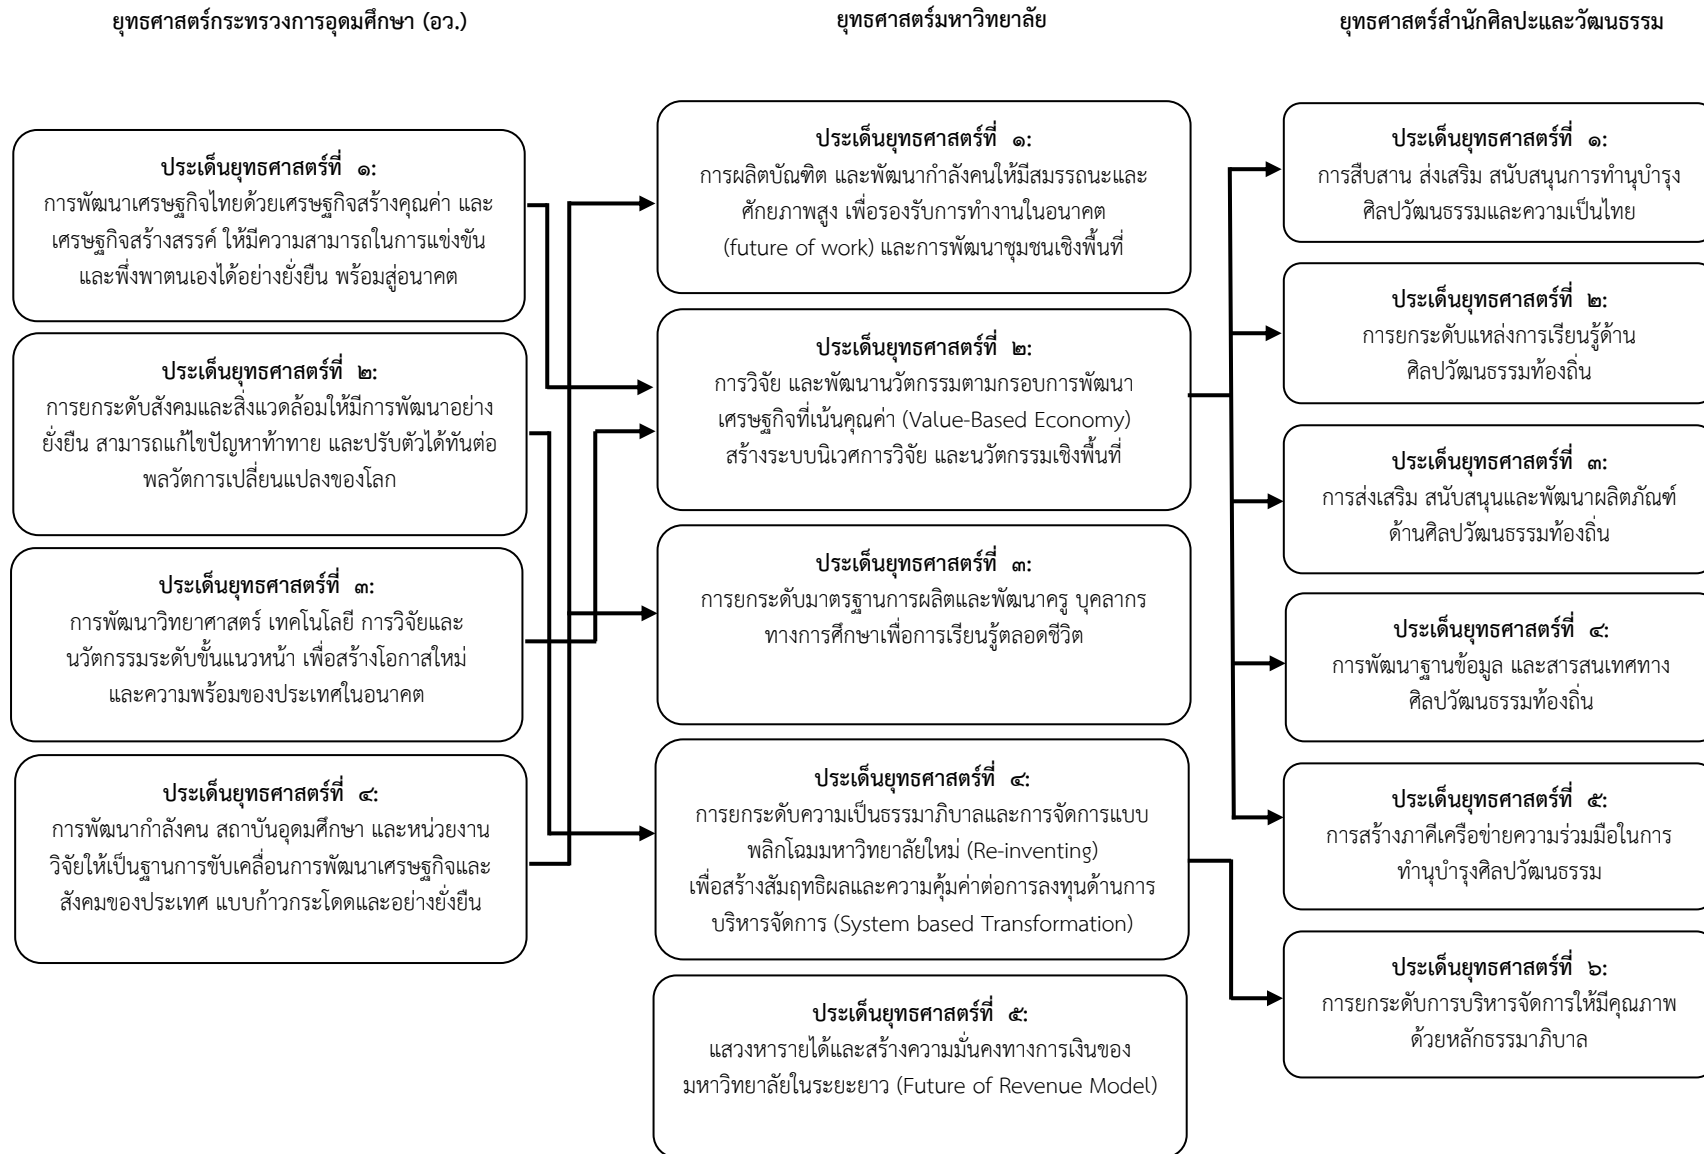 ยุทธศาสตร์กระทรวงการอุดมศึกษา (อว.)
ยุทธศาสตร์มหาวิทยาลัย
ยุทธศาสตร์สำนักศิลปะและวัฒนธรรม
ประเด็นยุทธศาสตร์ที่ ๑:
การพัฒนาเศรษฐกิจไทยด้วยเศรษฐกิจสร้างคุณค่า และ
เศรษฐกิจสร้างสรรค์ ให้มีความสามารถในการแข่งขัน
และพึ่งพาตนเองได้อย่างยั่งยืน พร้อมสู่อนาคต
ประเด็นยุทธศาสตร์ที่ ๒:
การยกระดับสังคมและสิ่งแวดล้อมให้มีการพัฒนาอย่าง
ยั่งยืน สามารถแก้ไขปัญหาท้าทาย และปรับตัวได้ทันต่อ
พลวัตการเปลี่ยนแปลงของโลก
ประเด็นยุทธศาสตร์ที่ ๓:
การพัฒนาวิทยาศาสตร์ เทคโนโลยี การวิจัยและ
นวัตกรรมระดับขั้นแนวหน้า เพื่อสร้างโอกาสใหม่
และความพร้อมของประเทศในอนาคต
ประเด็นยุทธศาสตร์ที่ ๔:
การพัฒนากำลังคน สถาบันอุดมศึกษา และหน่วยงาน
วิจัยให้เป็นฐานการขับเคลื่อนการพัฒนาเศรษฐกิจและ
สังคมของประเทศ แบบก้าวกระโดดและอย่างยั่งยืน
ประเด็นยุทธศาสตร์ที่ ๑:
การผลิตบัณฑิต และพัฒนากำลังคนให้มีสมรรถนะและ
ศักยภาพสูง เพื่อรองรับการทำงานในอนาคต
(future of work) และการพัฒนาชุมชนเชิงพื้นที่
ประเด็นยุทธศาสตร์ที่ ๒:
การวิจัย และพัฒนานวัตกรรมตามกรอบการพัฒนา
เศรษฐกิจที่เน้นคุณค่า (Value-Based Economy)
สร้างระบบนิเวศการวิจัย และนวัตกรรมเชิงพื้นที่
ประเด็นยุทธศาสตร์ที่ ๓:
การยกระดับมาตรฐานการผลิตและพัฒนาครู บุคลากร
ทางการศึกษาเพื่อการเรียนรู้ตลอดชีวิต
ประเด็นยุทธศาสตร์ที่ ๔:
การยกระดับความเป็นธรรมาภิบาลและการจัดการแบบ
พลิกโฉมมหาวิทยาลัยใหม่ (Re-inventing)
เพื่อสร้างสัมฤทธิผลและความคุ้มค่าต่อการลงทุนด้านการ
บริหารจัดการ (System based Transformation)
ประเด็นยุทธศาสตร์ที่ ๕:
แสวงหารายได้และสร้างความมั่นคงทางการเงินของ
มหาวิทยาลัยในระยะยาว (Future of Revenue Model)
ประเด็นยุทธศาสตร์ที่ ๑:
การสืบสาน ส่งเสริม สนับสนุนการทำนุบำรุง
ศิลปวัฒนธรรมและความเป็นไทย
ประเด็นยุทธศาสตร์ที่ ๒:
การยกระดับแหล่งการเรียนรู้ด้าน
ศิลปวัฒนธรรมท้องถิ่น
ประเด็นยุทธศาสตร์ที่ ๓:
การส่งเสริม สนับสนุนและพัฒนาผลิตภัณฑ์
ด้านศิลปวัฒนธรรมท้องถิ่น
ประเด็นยุทธศาสตร์ที่ ๔:
การพัฒนาฐานข้อมูล และสารสนเทศทาง
ศิลปวัฒนธรรมท้องถิ่น
ประเด็นยุทธศาสตร์ที่ ๕:
การสร้างภาคีเครือข่ายความร่วมมือในการ
ทำนุบำรุงศิลปวัฒนธรรม
ประเด็นยุทธศาสตร์ที่ ๖:
การยกระดับการบริหารจัดการให้มีคุณภาพ
ด้วยหลักธรรมาภิบาล